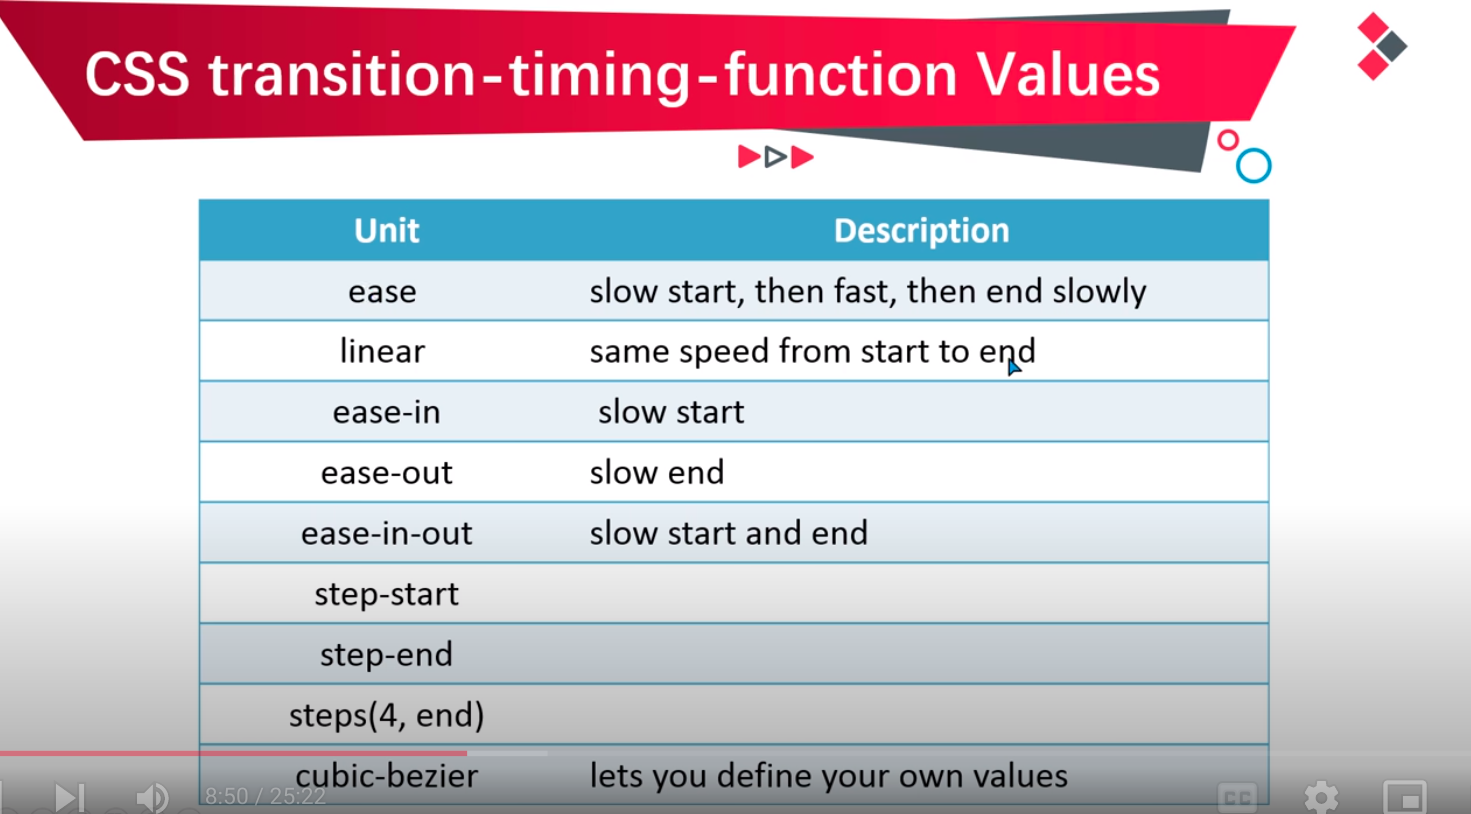 CSS transition-timing-function Values
Unit Description
ease slow start, then fast, then end slowly
linear same speed from start to end
ease-in slow start
ease-out slow end
ease-in-out slow start and end
step-start
step-end
steps(4, end)
cubic-bezier lets you define your own values
8:50 / 25:22 CC